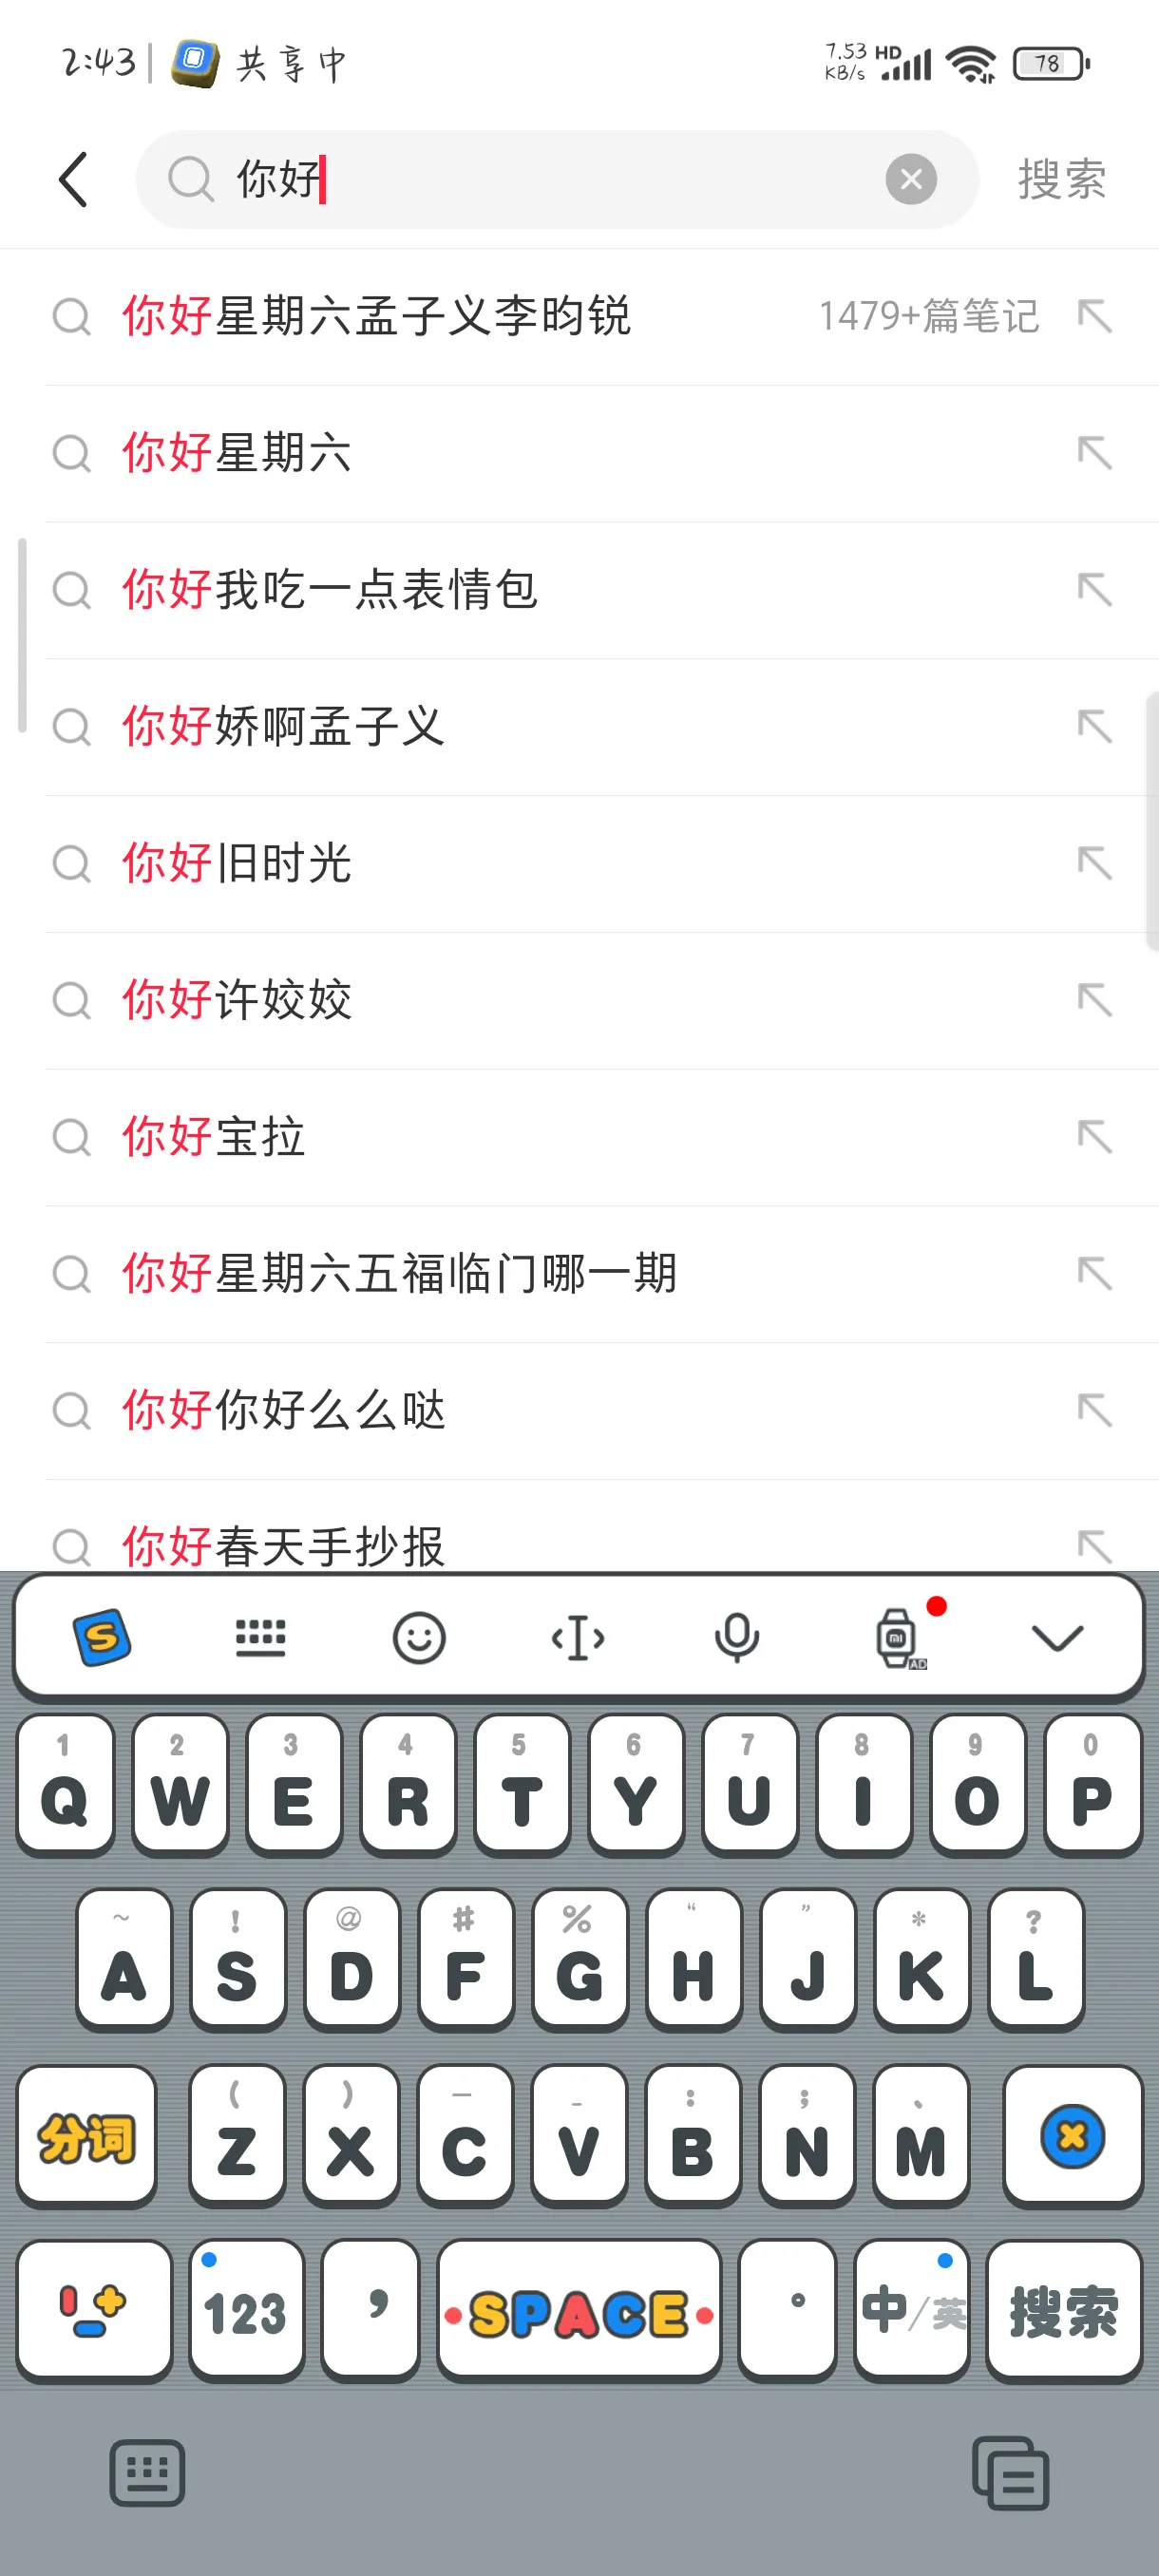 2:43 共享中 7.53 KB/s HD 78
你好 搜索
你好星期六孟子义李昀锐 1479+篇笔记
你好星期六
你好我吃一点表情包
你好娇啊孟子义
你好旧时光
你好许姣姣
你好宝拉
你好星期六五福临门哪一期
你好你好么么哒
你好春天手抄报
S mi AD
1 2 3 4 5 6 7 8 9 0
Q W E R T Y U I O P
~ ! @ # % “ ” * ?
A S D F G H J K L
( ) — _ : ; 、
分词 Z X C V B N M
123 , SPACE 。 中/英 搜索